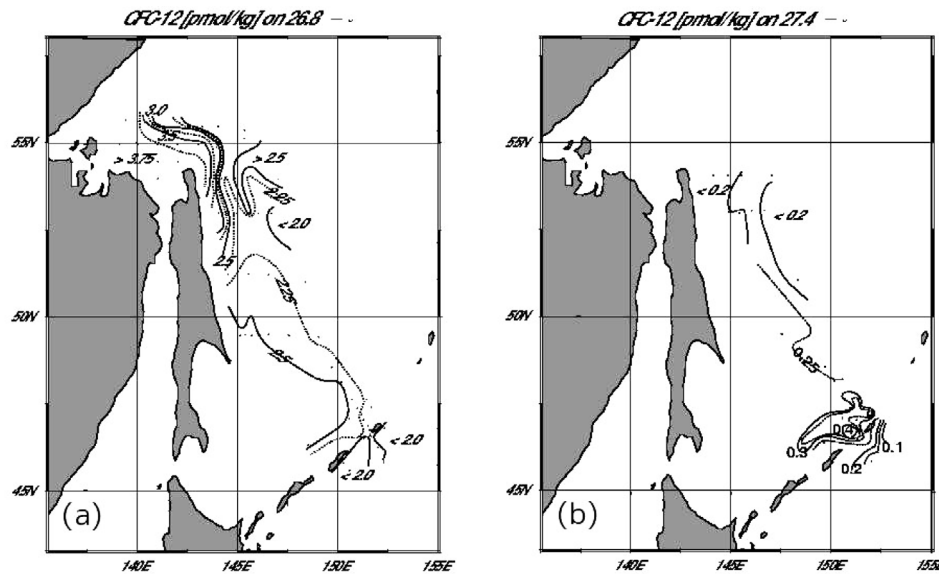 CFC-12 [pmol/kg] on 26.8
CFC-12 [pmol/kg] on 27.4
55N
50N
45N
140E
145E
150E
155E
3.0
> 3.75
> 2.5
2.25
< 2.0
2.5
2.25
2.5
< 2.0
< 2.0
(a)
55N
50N
45N
140E
145E
150E
155E
< 0.2
< 0.2
0.25
0.3
0.1
0.2
(b)